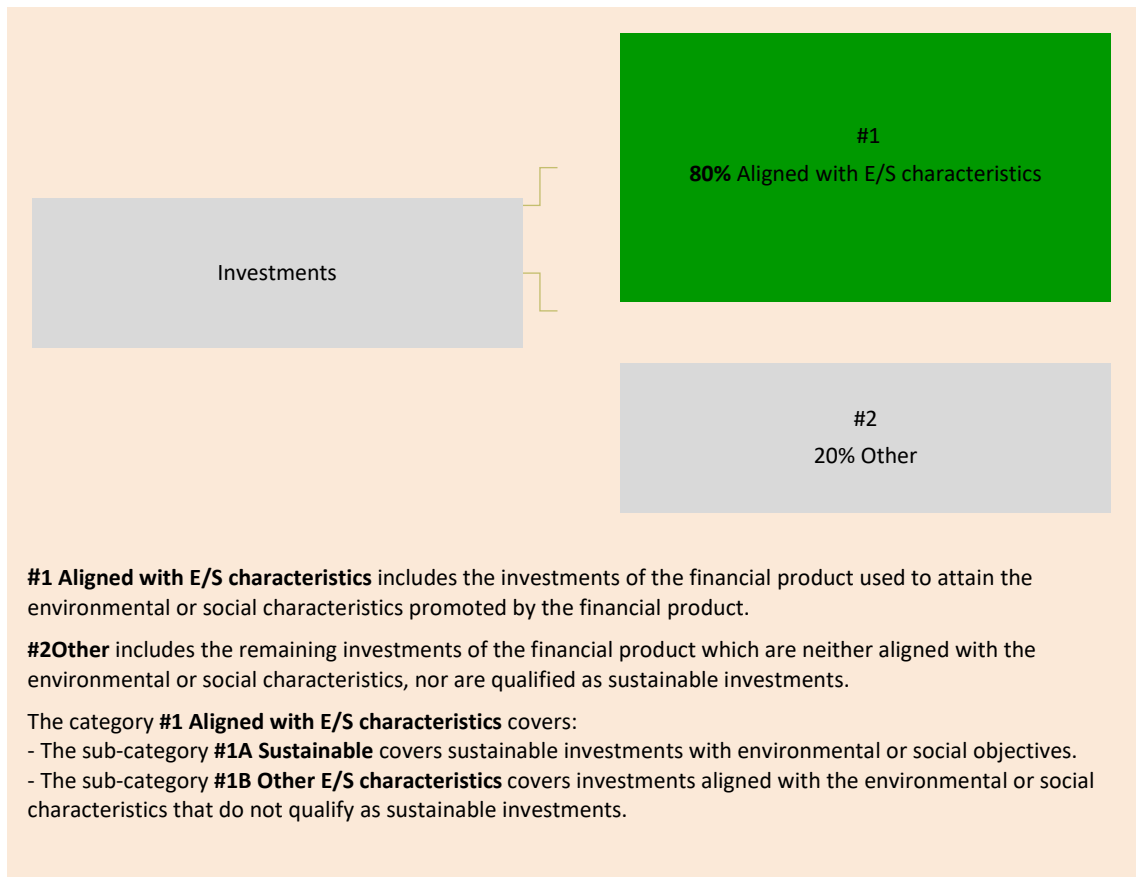 #1
80% Aligned with E/S characteristics
Investments
#2
20% Other
#1 Aligned with E/S characteristics includes the investments of the financial product used to attain the
environmental or social characteristics promoted by the financial product.
#2Other includes the remaining investments of the financial product which are neither aligned with the
environmental or social characteristics, nor are qualified as sustainable investments.
The category #1 Aligned with E/S characteristics covers:
- The sub-category #1A Sustainable covers sustainable investments with environmental or social objectives.
- The sub-category #1B Other E/S characteristics covers investments aligned with the environmental or social
characteristics that do not qualify as sustainable investments.